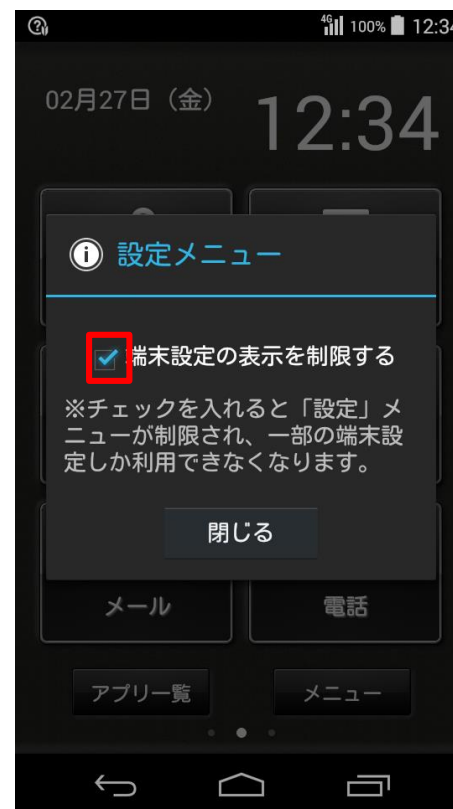 4G 100% 12:34
02月27日（金）
12:34
設定メニュー
端末設定の表示を制限する
※チェックを入れると「設定」メ
ニューが制限され、一部の端末設
定しか利用できなくなります。
閉じる
メール 電話
アプリ一覧 メニュー